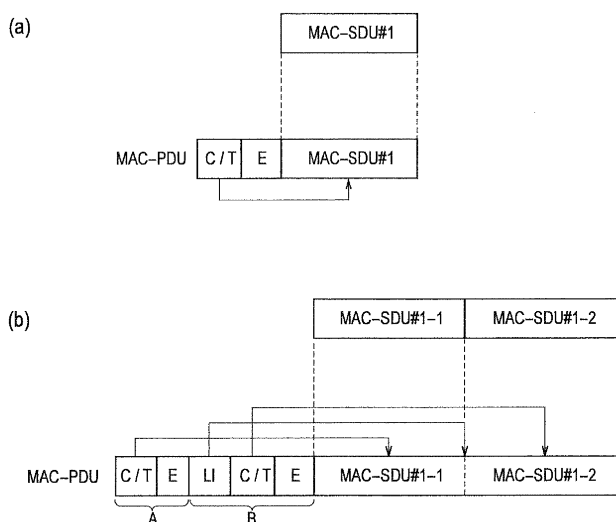 (a)
MAC–SDU#1
MAC–PDU C / T E MAC–SDU#1
(b)
MAC–SDU#1–1 MAC–SDU#1–2
MAC–PDU C / T E LI C / T E MAC–SDU#1–1 MAC–SDU#1–2
A B